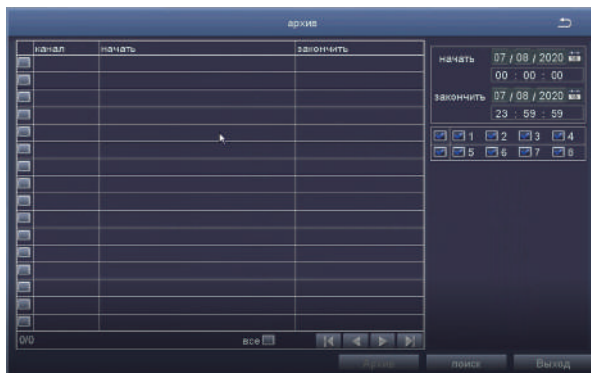 архив
канал начать закончить
начать 07 / 08 / 2020
00 : 00 : 00
закончить 07 / 08 / 2020
23 : 59 : 59
1 2 3 4
5 6 7 8
0/0 все
Архив поиск Выход